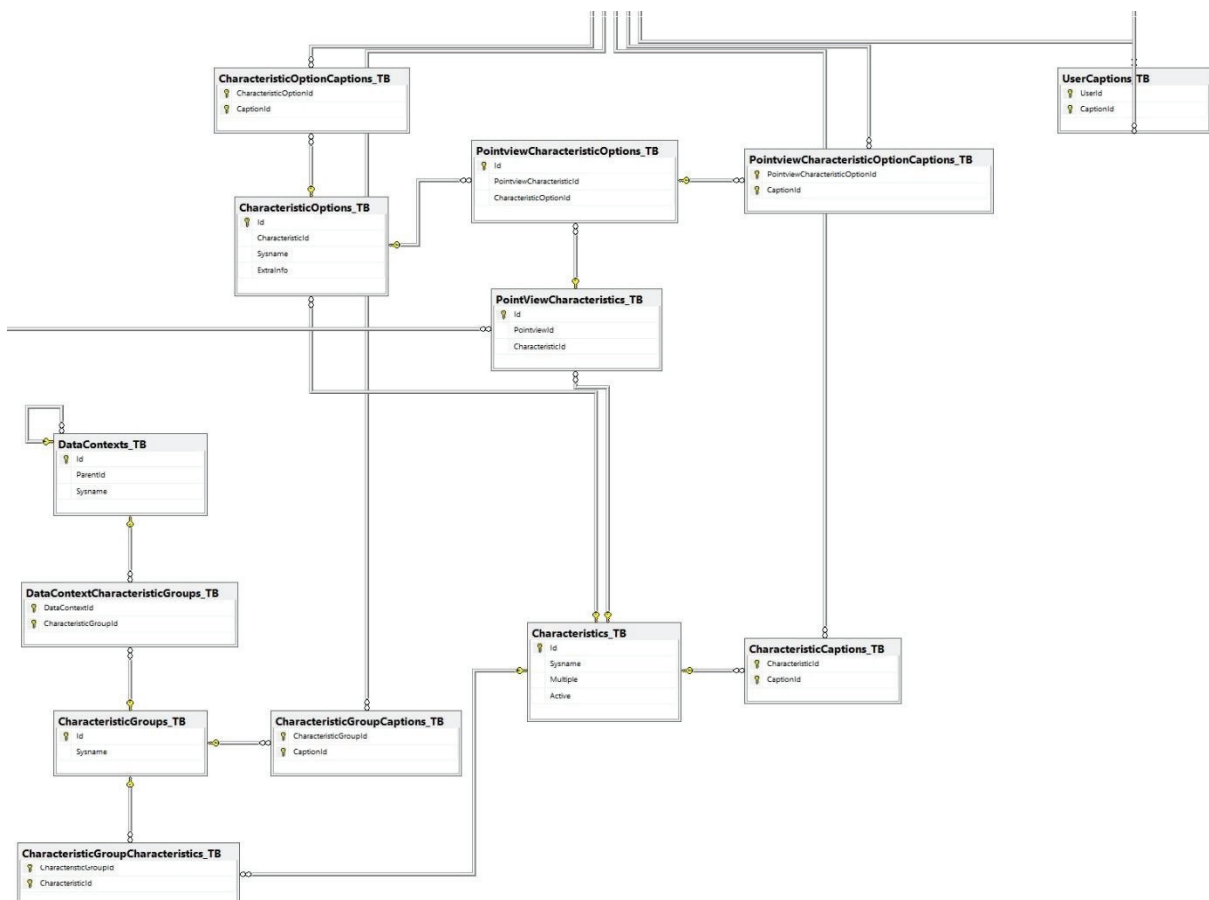 CharacteristicOptionCaptions_TB
CharacteristicOptionId
CaptionId
UserCaptions_TB
UserId
CaptionId
PointviewCharacteristicOptions_TB
Id
PointviewCharacteristicId
CharacteristicOptionId
PointviewCharacteristicOptionCaptions_TB
PointviewCharacteristicOptionId
CaptionId
CharacteristicOptions_TB
Id
CharacteristicId
Sysname
ExtraInfo
PointViewCharacteristics_TB
Id
PointviewId
CharacteristicId
DataContexts_TB
Id
ParentId
Sysname
DataContextCharacteristicGroups_TB
DataContextId
CharacteristicGroupId
Characteristics_TB
Id
Sysname
Multiple
Active
CharacteristicCaptions_TB
CharacteristicId
CaptionId
CharacteristicGroups_TB
Id
Sysname
CharacteristicGroupCaptions_TB
CharacteristicGroupId
CaptionId
CharacteristicGroupCharacteristics_TB
CharacteristicGroupId
CharacteristicId